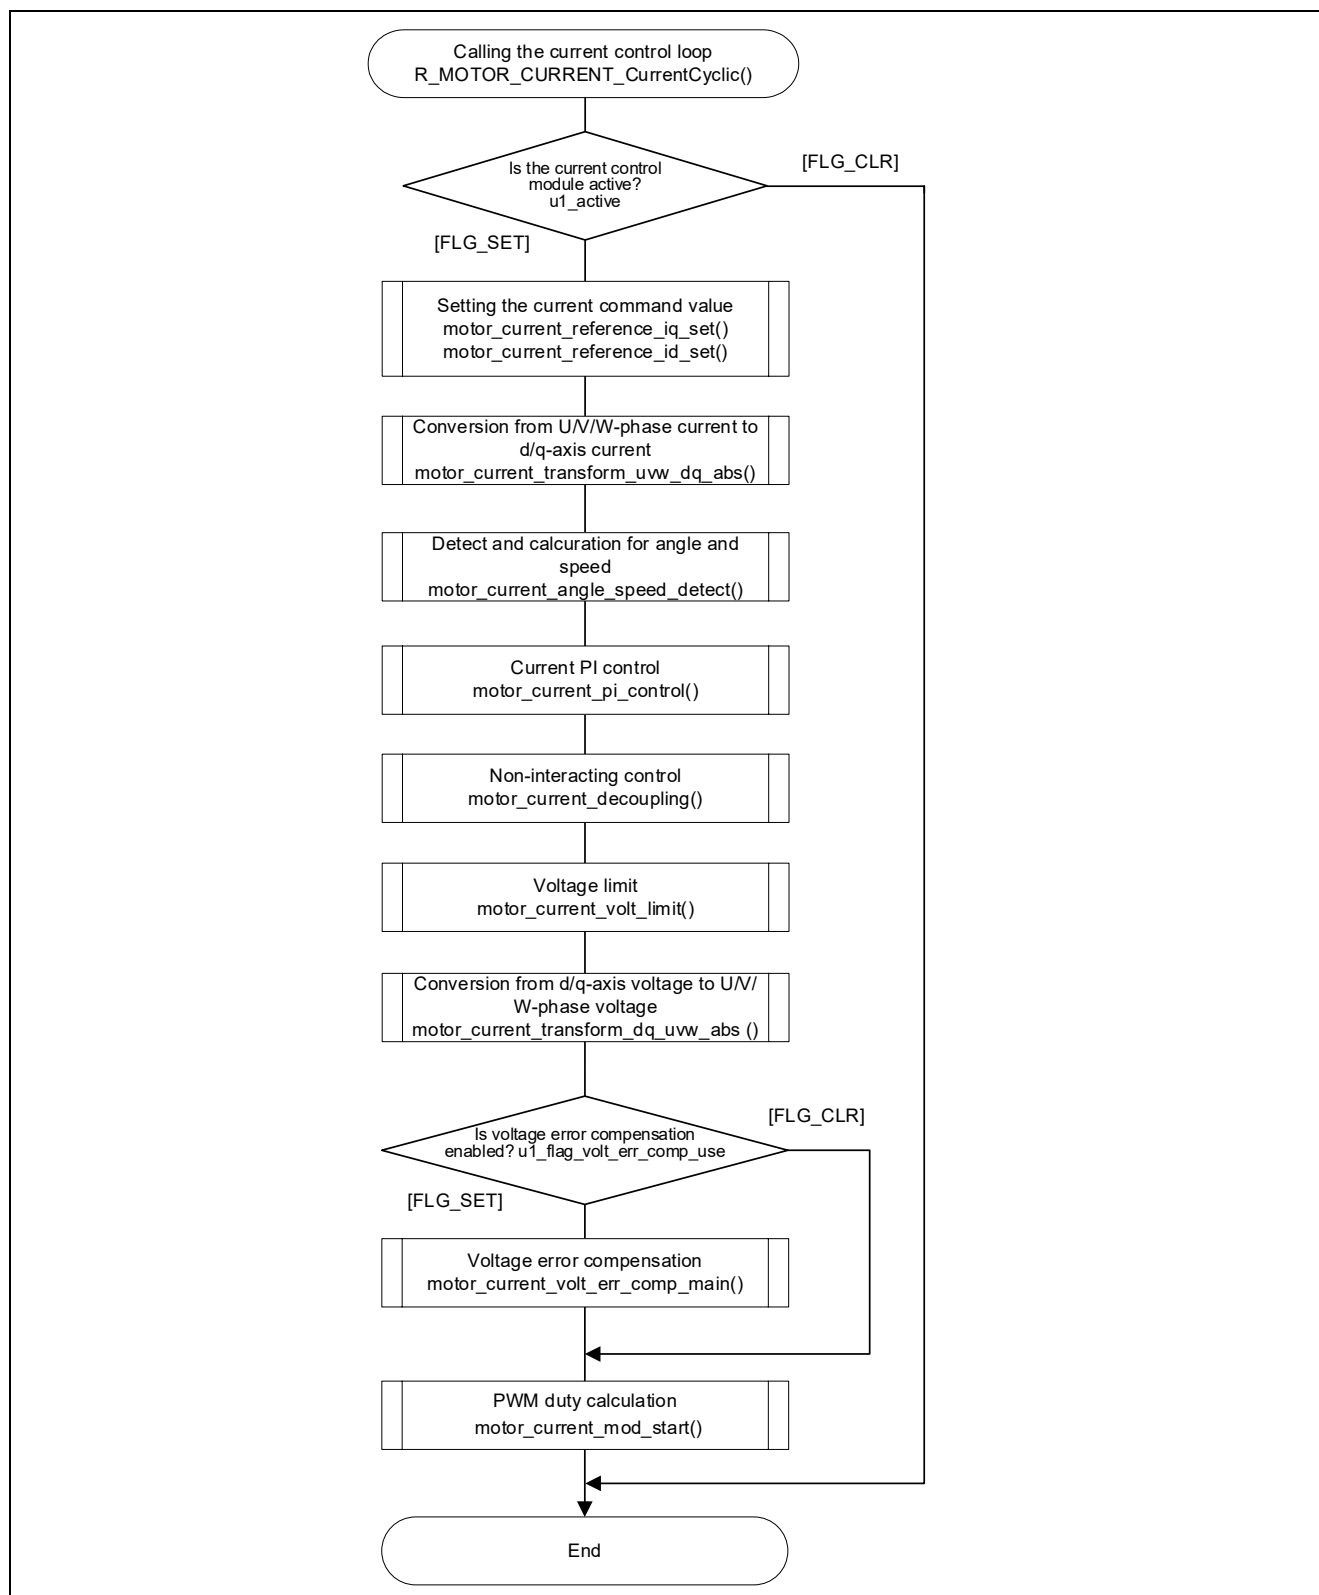 Calling the current control loop
R_MOTOR_CURRENT_CurrentCyclic()
[FLG_CLR]
Is the current control
module active?
u1_active
[FLG_SET]
Setting the current command value
motor_current_reference_iq_set()
motor_current_reference_id_set()
Conversion from U/V/W-phase current to
d/q-axis current
motor_current_transform_uvw_dq_abs()
Detect and calcuration for angle and
speed
motor_current_angle_speed_detect()
Current PI control
motor_current_pi_control()
Non-interacting control
motor_current_decoupling()
Voltage limit
motor_current_volt_limit()
Conversion from d/q-axis voltage to U/V/
W-phase voltage
motor_current_transform_dq_uvw_abs ()
[FLG_CLR]
Is voltage error compensation
enabled? u1_flag_volt_err_comp_use
[FLG_SET]
Voltage error compensation
motor_current_volt_err_comp_main()
PWM duty calculation
motor_current_mod_start()
End